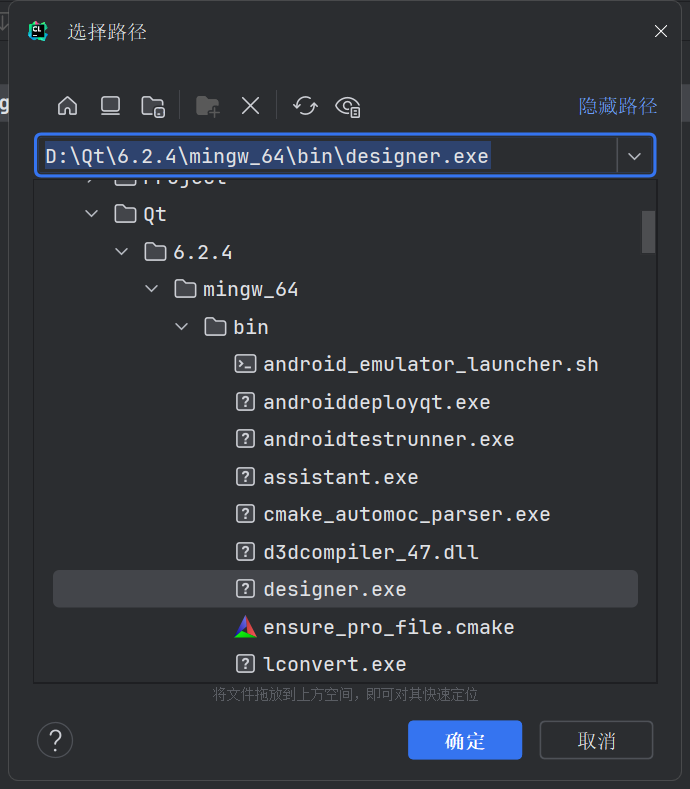 CL
选择路径
隐藏路径
D:\Qt\6.2.4\mingw_64\bin\designer.exe
Project
Qt
6.2.4
mingw_64
bin
android_emulator_launcher.sh
androiddeployqt.exe
androidtestrunner.exe
assistant.exe
cmake_automoc_parser.exe
d3dcompiler_47.dll
designer.exe
ensure_pro_file.cmake
lconvert.exe
将文件拖放到上方空间，即可对其快速定位
?
确定
取消